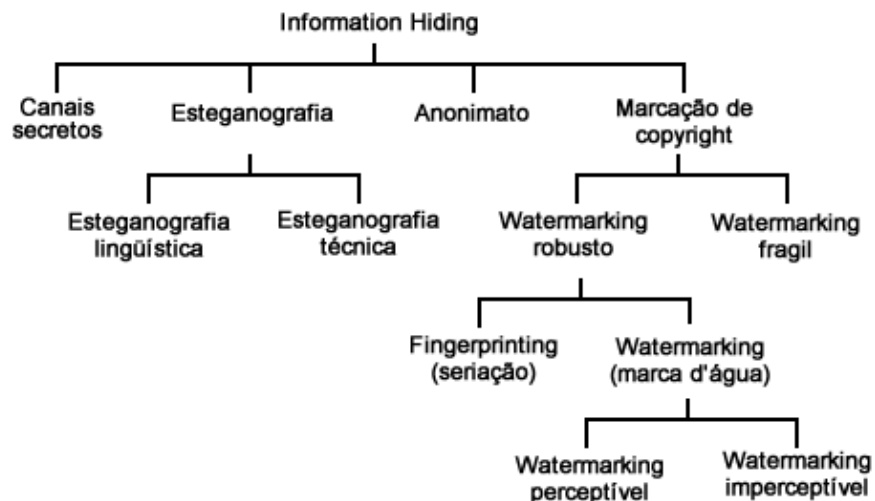 Information Hiding
Canais
secretos
Esteganografia
Anonimato
Marcação de
copyright
Esteganografia
lingüística
Esteganografia
técnica
Watermarking
robusto
Watermarking
fragil
Fingerprinting
(seriação)
Watermarking
(marca d'água)
Watermarking
perceptível
Watermarking
imperceptível